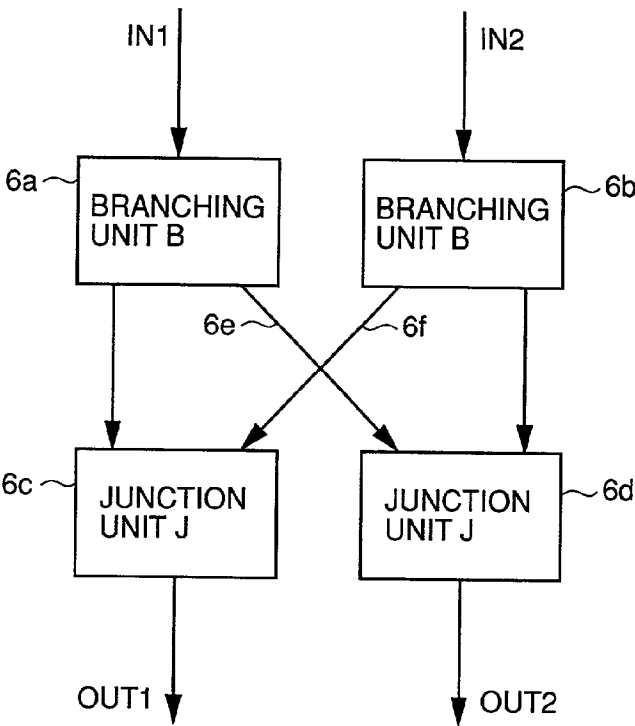 IN1
IN2
6a
BRANCHING
UNIT B
BRANCHING
UNIT B
6b
6e
6f
6c
JUNCTION
UNIT J
JUNCTION
UNIT J
6d
OUT1
OUT2